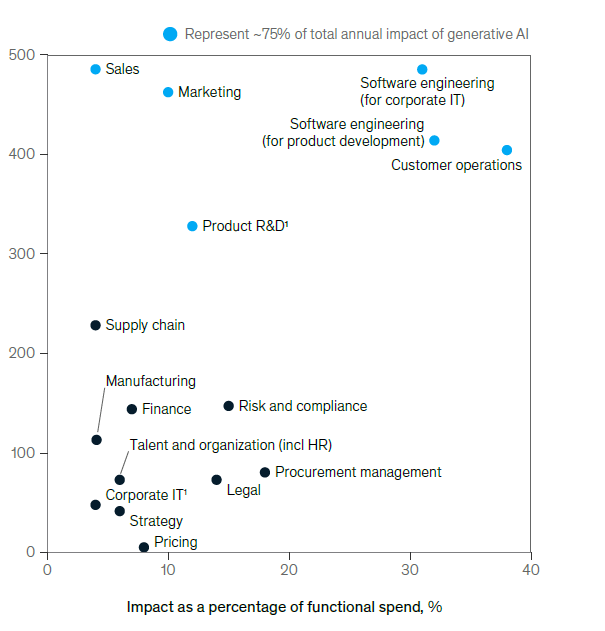 Represent ~75% of total annual impact of generative AI
500
Sales
Marketing
Software engineering
(for corporate IT)
Software engineering
(for product development)
400
Customer operations
Product R&D¹
300
Supply chain
200
Manufacturing
Finance
Risk and compliance
Talent and organization (incl HR)
100
Procurement management
Legal
Corporate IT¹
Strategy
Pricing
0
0 10 20 30 40
Impact as a percentage of functional spend, %